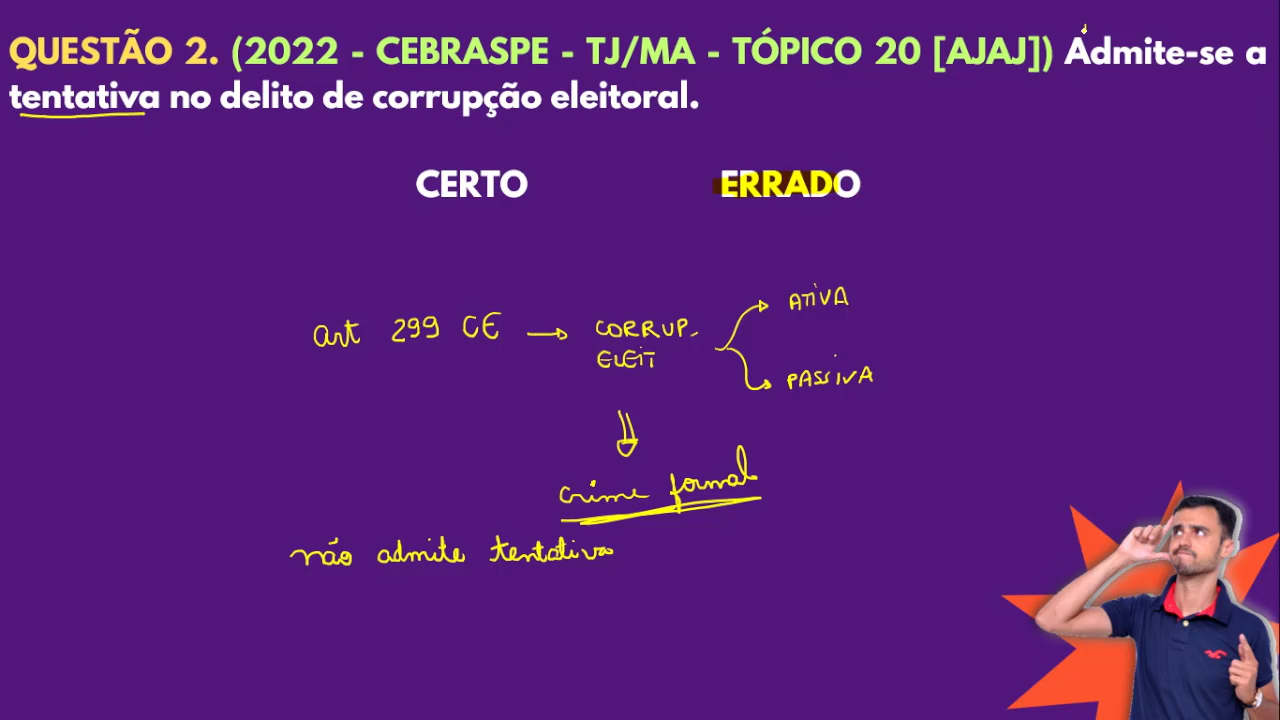 QUESTÃO 2. (2022 - CEBRASPE - TJ/MA - TÓPICO 20 [AJAJ]) Admite-se a
tentativa no delito de corrupção eleitoral.
CERTO ERRADO
ATIVA
art 299 CE → CORRUP.
ELEIT
PASSIVA
crime formal
não admite tentativa